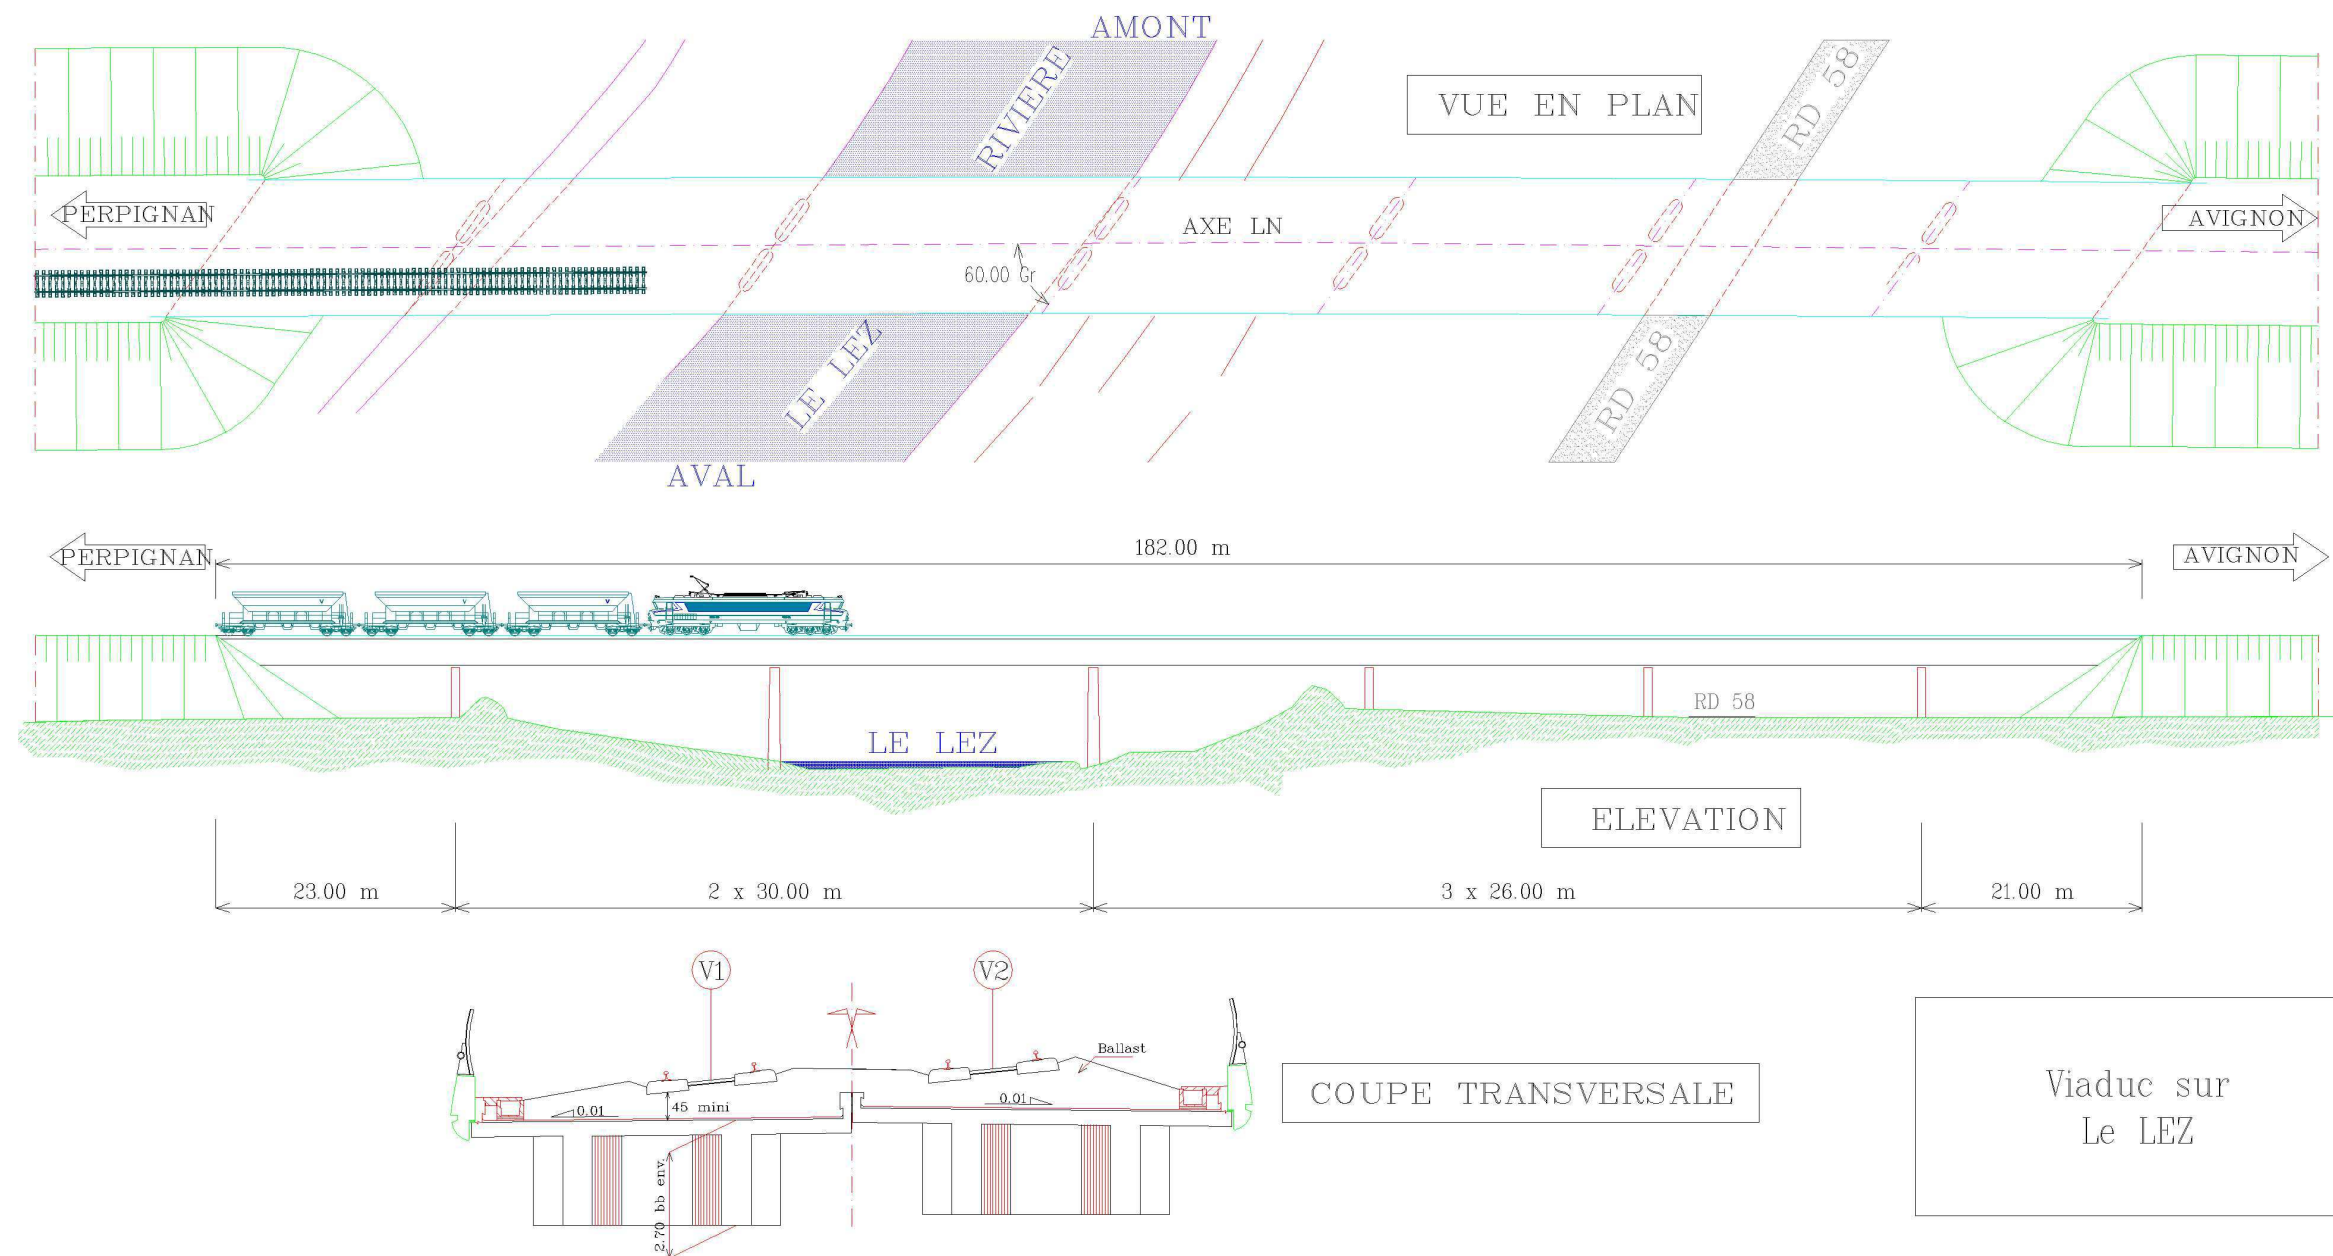 AMONT
RIVIERE
VUE EN PLAN
RD 58
PERPIGNAN
AXE LN
AVIGNON
60.00 Gr
LE LEZ
RD 58
AVAL
PERPIGNAN
182.00 m
AVIGNON
V
V
V
RD 58
LE LEZ
ELEVATION
23.00 m
2 x 30.00 m
3 x 26.00 m
21.00 m
V1
V2
Ballast
COUPE TRANSVERSALE
0.01
45 mini
0.01
2.70 bb env.
Viaduc sur
Le LEZ